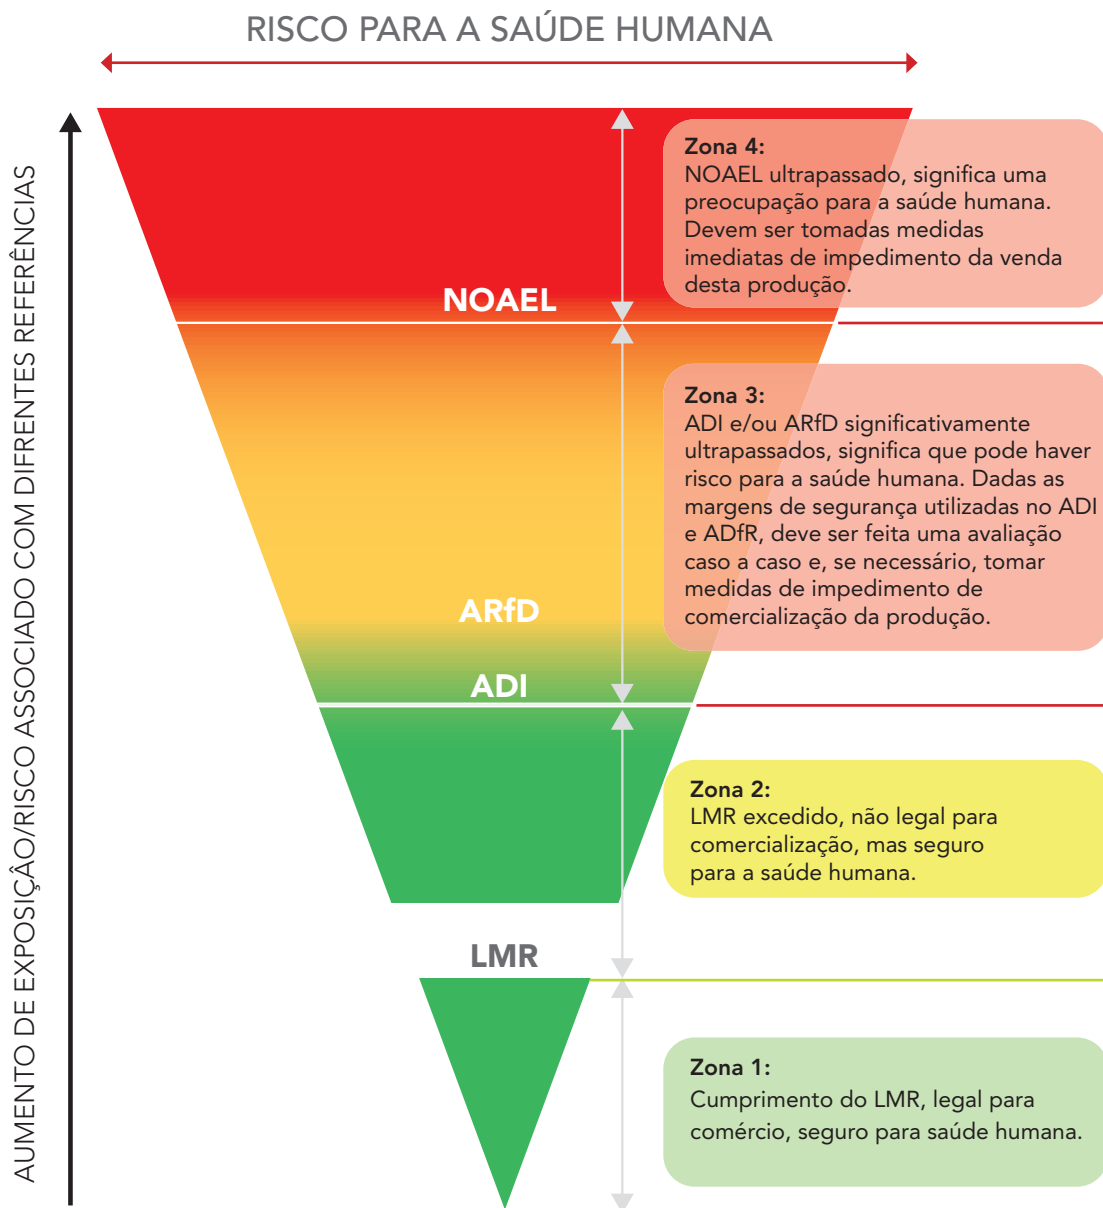 RISCO PARA A SAÚDE HUMANA
AUMENTO DE EXPOSIÇÂO/RISCO ASSOCIADO COM DIFRENTES REFERÊNCIAS
Zona 4:
NOAEL ultrapassado, significa uma
preocupação para a saúde humana.
Devem ser tomadas medidas
imediatas de impedimento da venda
desta produção.
NOAEL
Zona 3:
ADI e/ou ARfD significativamente
ultrapassados, significa que pode haver
risco para a saúde humana. Dadas as
margens de segurança utilizadas no ADI
e ADfR, deve ser feita uma avaliação
caso a caso e, se necessário, tomar
medidas de impedimento de
comercialização da produção.
ARfD
ADI
Zona 2:
LMR excedido, não legal para
comercialização, mas seguro
para a saúde humana.
LMR
Zona 1:
Cumprimento do LMR, legal para
comércio, seguro para saúde humana.